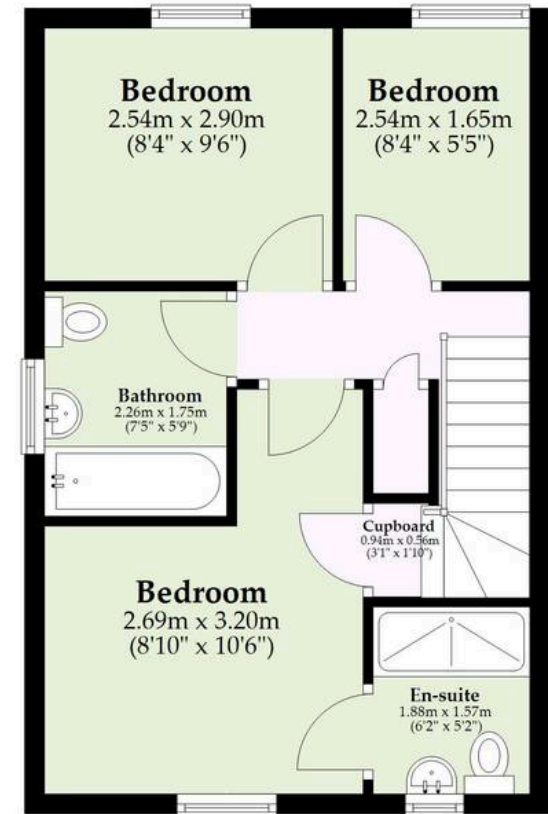 Bedroom
2.54m x 2.90m
(8'4" x 9'6")
Bedroom
2.54m x 1.65m
(8'4" x 5'5")
Bathroom
2.26m x 1.75m
(7'5" x 5'9")
Cupboard
0.94m x 0.56m
(3'1" x 1'10")
Bedroom
2.69m x 3.20m
(8'10" x 10'6")
En-suite
1.88m x 1.57m
(6'2" x 5'2")